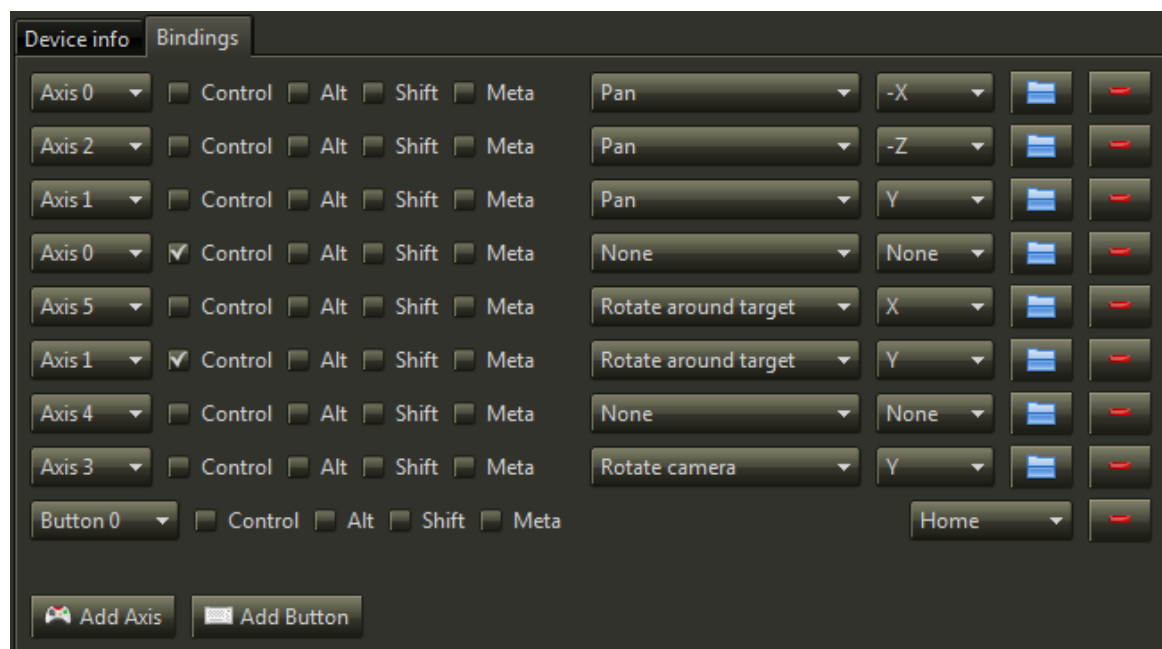 Device info Bindings
Axis 0 Control Alt Shift Meta Pan -X
Axis 2 Control Alt Shift Meta Pan -Z
Axis 1 Control Alt Shift Meta Pan Y
Axis 0 Control Alt Shift Meta None None
Axis 5 Control Alt Shift Meta Rotate around target X
Axis 1 Control Alt Shift Meta Rotate around target Y
Axis 4 Control Alt Shift Meta None None
Axis 3 Control Alt Shift Meta Rotate camera Y
Button 0 Control Alt Shift Meta Home
Add Axis Add Button